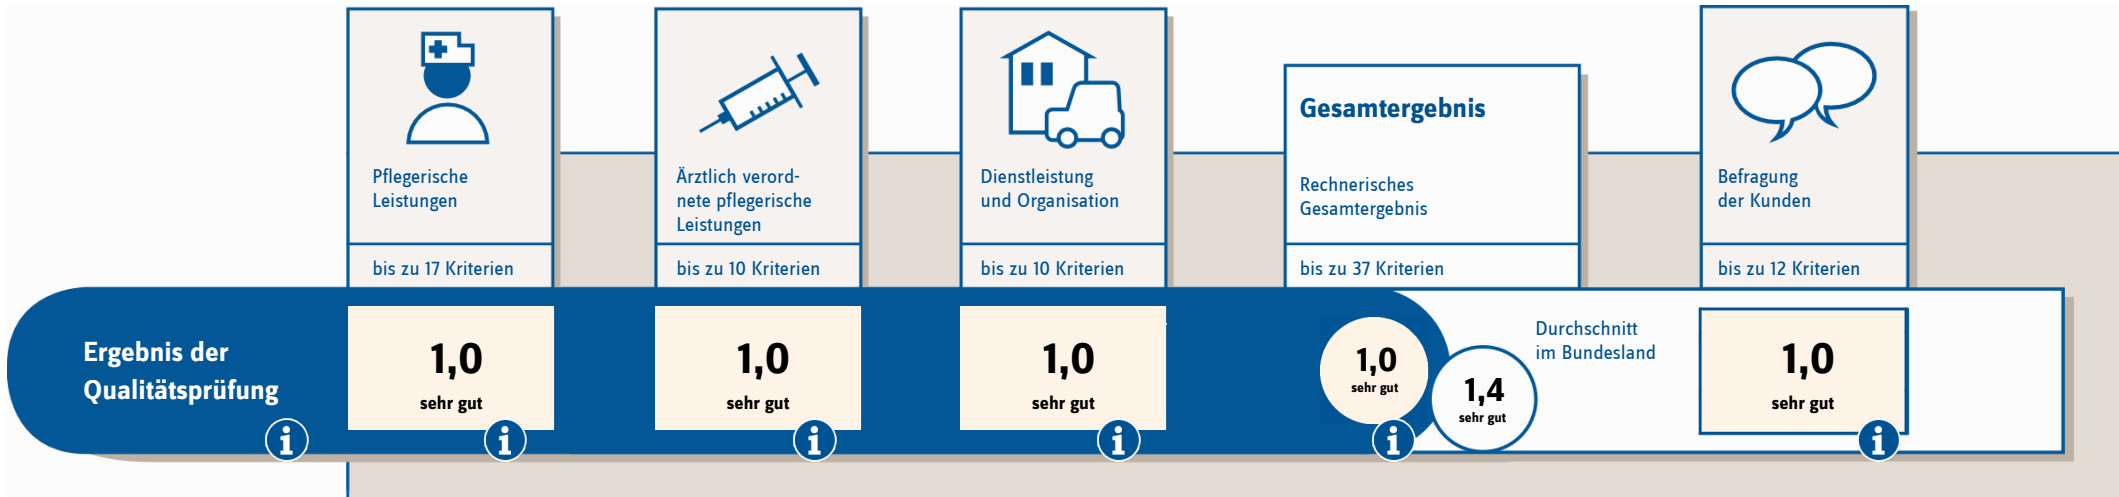 Pflegerische
Leistungen
bis zu 17 Kriterien
Ärztlich verord-
nete pflegerische
Leistungen
bis zu 10 Kriterien
Dienstleistung
und Organisation
bis zu 10 Kriterien
Gesamtergebnis
Rechnerisches
Gesamtergebnis
bis zu 37 Kriterien
Befragung
der Kunden
bis zu 12 Kriterien
Ergebnis der
Qualitätsprüfung
i
1,0
sehr gut
i
1,0
sehr gut
i
1,0
sehr gut
i
1,0
sehr gut
i
1,4
sehr gut
Durchschnitt
im Bundesland
1,0
sehr gut
i